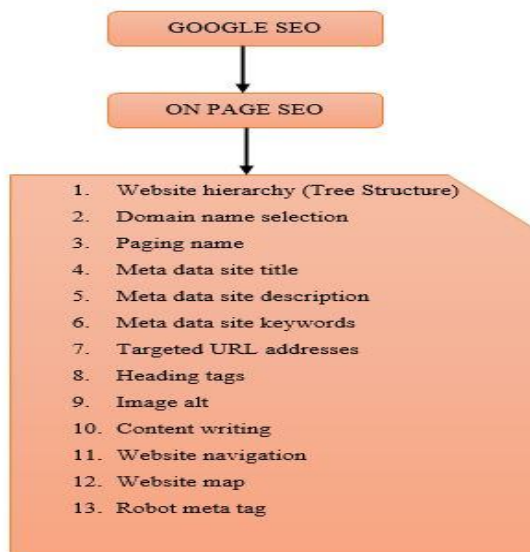 GOOGLE SEO
ON PAGE SEO
1. Website hierarchy (Tree Structure)
2. Domain name selection
3. Paging name
4. Meta data site title
5. Meta data site description
6. Meta data site keywords
7. Targeted URL addresses
8. Heading tags
9. Image alt
10. Content writing
11. Website navigation
12. Website map
13. Robot meta tag